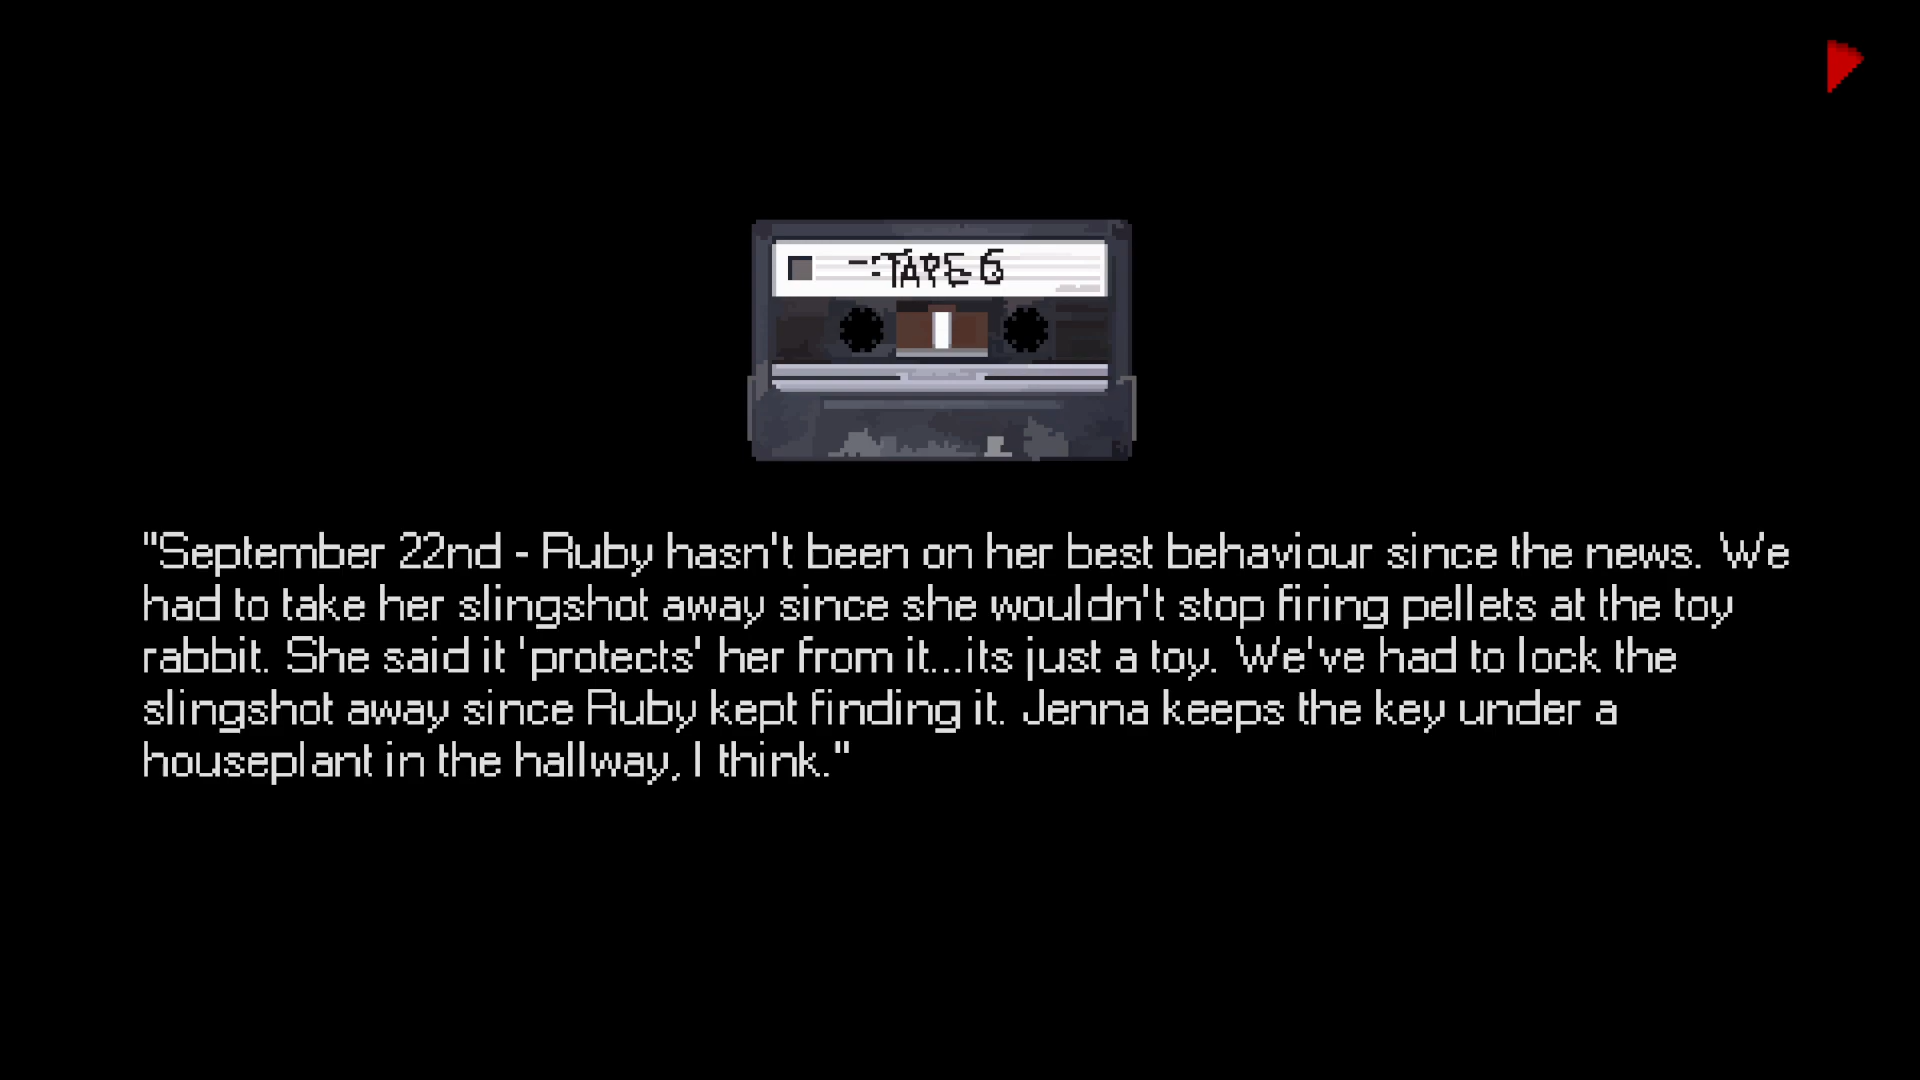 -:TAPE 6
"September 22nd - Ruby hasn't been on her best behaviour since the news. We
had to take her slingshot away since she wouldn't stop firing pellets at the toy
rabbit. She said it 'protects' her from it...its just a toy. We've had to lock the
slingshot away since Ruby kept finding it. Jenna keeps the key under a
houseplant in the hallway, I think."